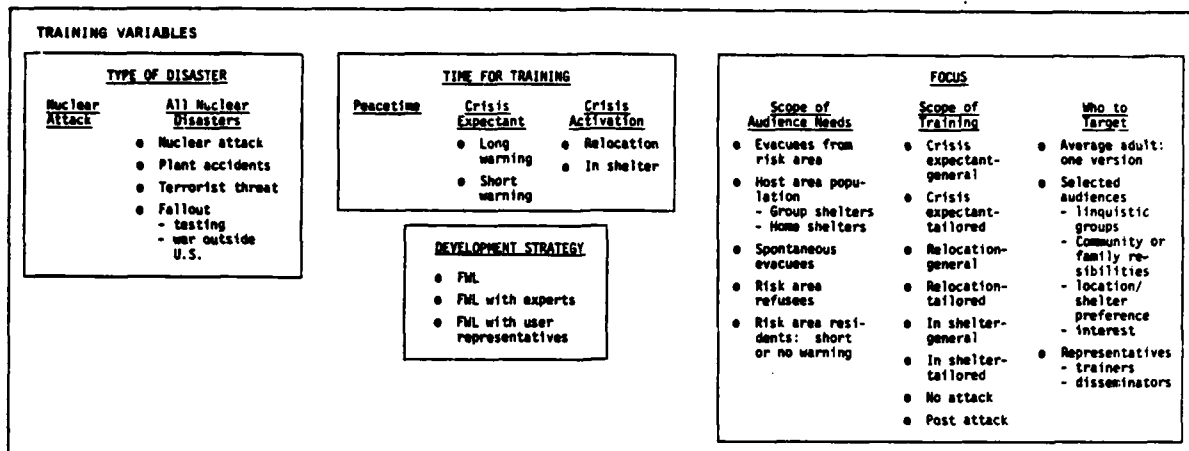 TRAINING VARIABLES
TYPE OF DISASTER
Nuclear
Attack
All Nuclear
Disasters
● Nuclear attack
● Plant accidents
● Terrorist threat
● Fallout
- testing
- war outside
U.S.
TIME FOR TRAINING
Peacetime
Crisis
Expectant
● Long
warning
● Short
warning
Crisis
Activation
● Relocation
● In shelter
DEVELOPMENT STRATEGY
● FWL
● FWL with experts
● FWL with user
representatives
FOCUS
Scope of
Audience Needs
● Evacuees from
risk area
● Host area popu-
lation
- Group shelters
- Home shelters
● Spontaneous
evacuees
● Risk area
refusees
● Risk area resi-
dents: short
or no warning
Scope of
Training
● Crisis
expectant-
general
● Crisis
expectant-
tailored
● Relocation-
general
● Relocation-
tailored
● In shelter-
general
● In shelter-
tailored
● No attack
● Post attack
Who to
Target
● Average adult:
one version
● Selected
audiences
- linquistic
groups
- Community or
family re-
sibilities
- location/
shelter
preference
- interest
● Representatives
- trainers
- disseminators